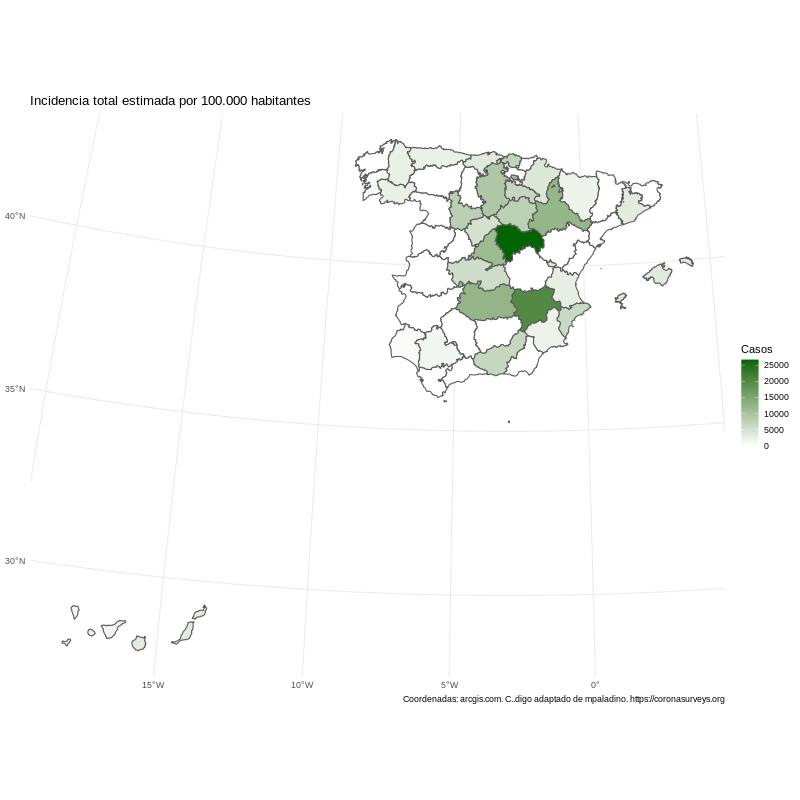 Incidencia total estimada por 100.000 habitantes
40°N
35°N
30°N
15°W
10°W
5°W
0°
Casos
25000
20000
15000
10000
5000
0
Coordenadas: arcgis.com. C..digo adaptado de mpaladino. https://coronasurveys.org